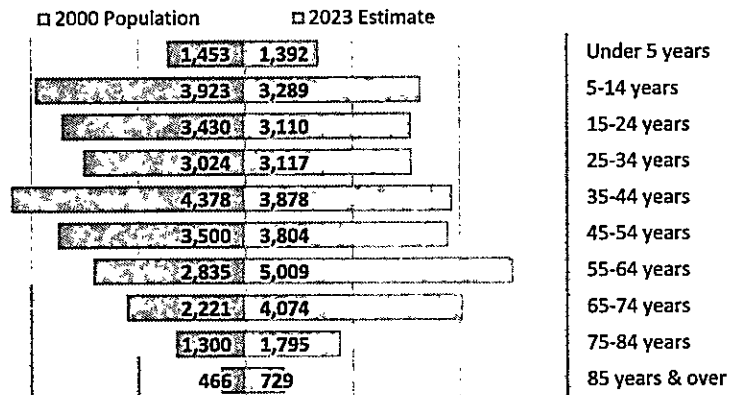 2000 Population 2023 Estimate
1,453 1,392 Under 5 years
3,923 3,289 5-14 years
3,430 3,110 15-24 years
3,024 3,117 25-34 years
4,378 3,878 35-44 years
3,500 3,804 45-54 years
2,835 5,009 55-64 years
2,221 4,074 65-74 years
1,300 1,795 75-84 years
466 729 85 years & over